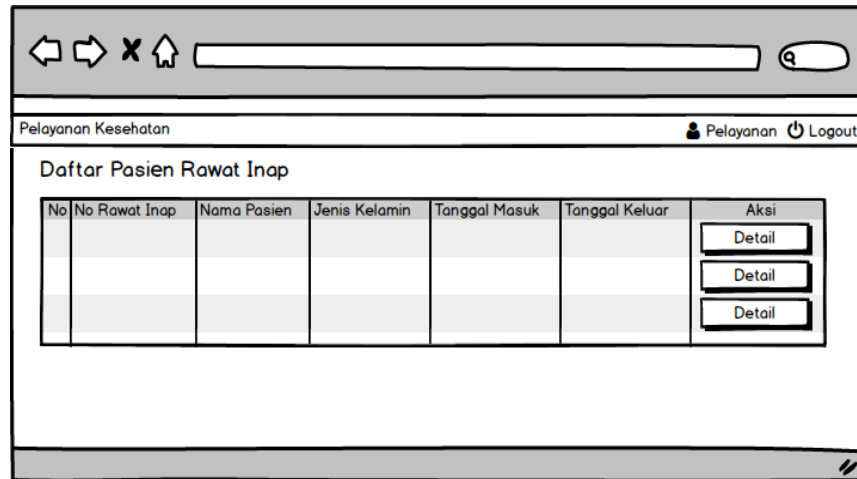 Pelayanan Kesehatan Pelayanan Logout
Daftar Pasien Rawat Inap
No No Rawat Inap Nama Pasien Jenis Kelamin Tanggal Masuk Tanggal Keluar Aksi
Detail
Detail
Detail